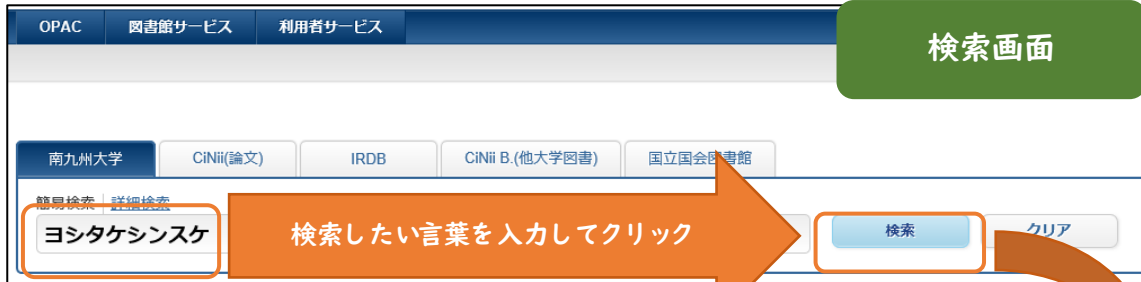 OPAC 図書館サービス 利用者サービス
検索画面
南九州大学 CiNii(論文) IRDB CiNii B.(他大学図書) 国立国会図書館
簡易検索 詳細検索
ヨシタケシンスケ 検索したい言葉を入力してクリック 検索 クリア